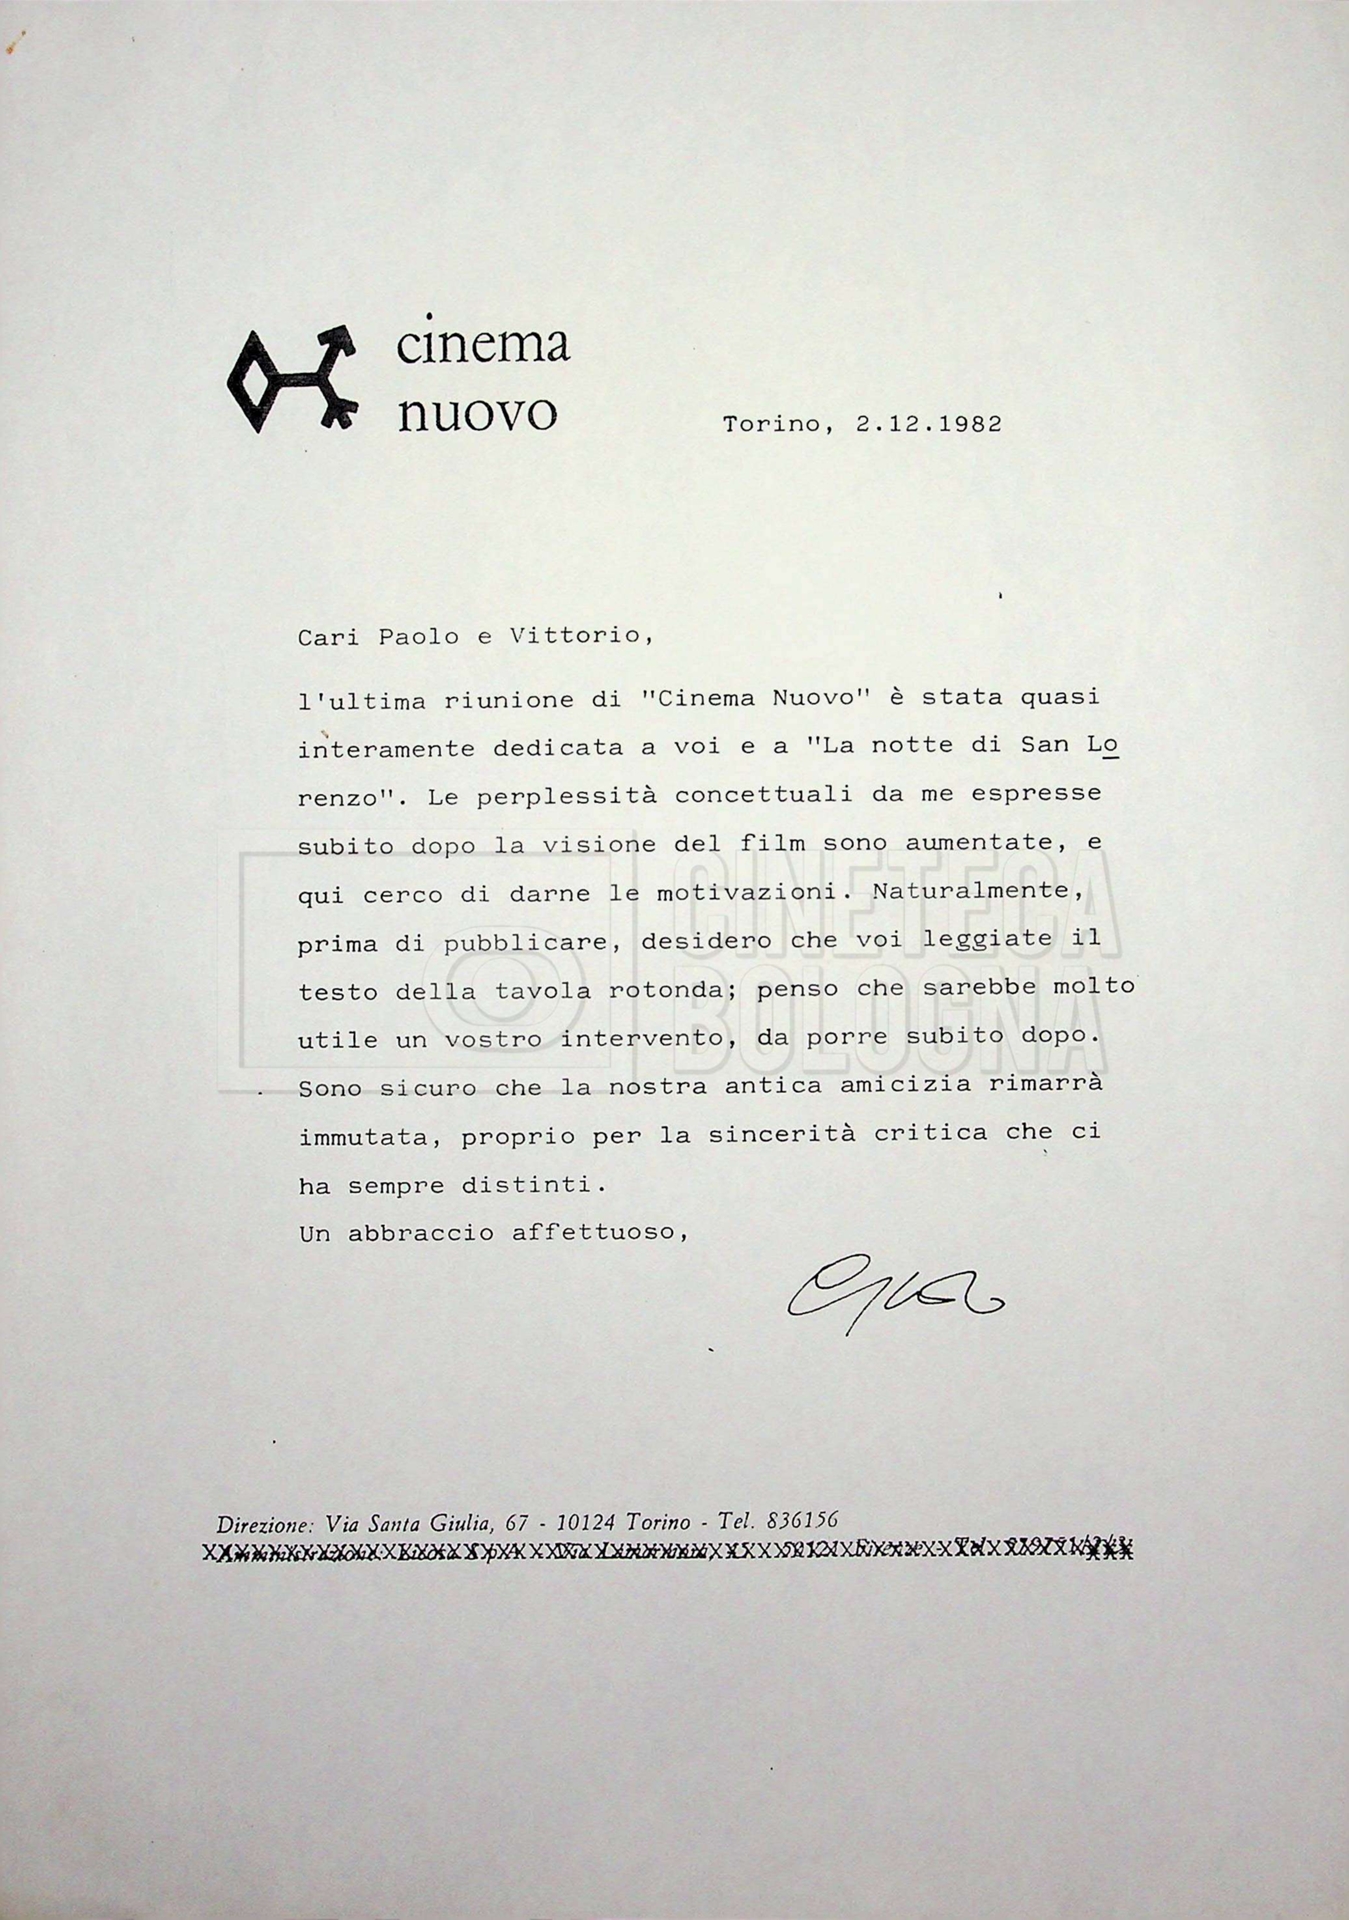 cinema
nuovo
Torino, 2.12.1982
Cari Paolo e Vittorio,
l'ultima riunione di "Cinema Nuovo" è stata quasi
interamente dedicata a voi e a "La notte di San Lo
renzo". Le perplessità concettuali da me espresse
subito dopo la visione del film sono aumentate, e
qui cerco di darne le motivazioni. Naturalmente,
prima di pubblicare, desidero che voi leggiate il
testo della tavola rotonda; penso che sarebbe molto
utile un vostro intervento, da porre subito dopo.
Sono sicuro che la nostra antica amicizia rimarrà
immutata, proprio per la sincerità critica che ci
ha sempre distinti.
Un abbraccio affettuoso,
CINETECA
BOLOGNA
Direzione: Via Santa Giulia, 67 - 10124 Torino - Tel. 836156